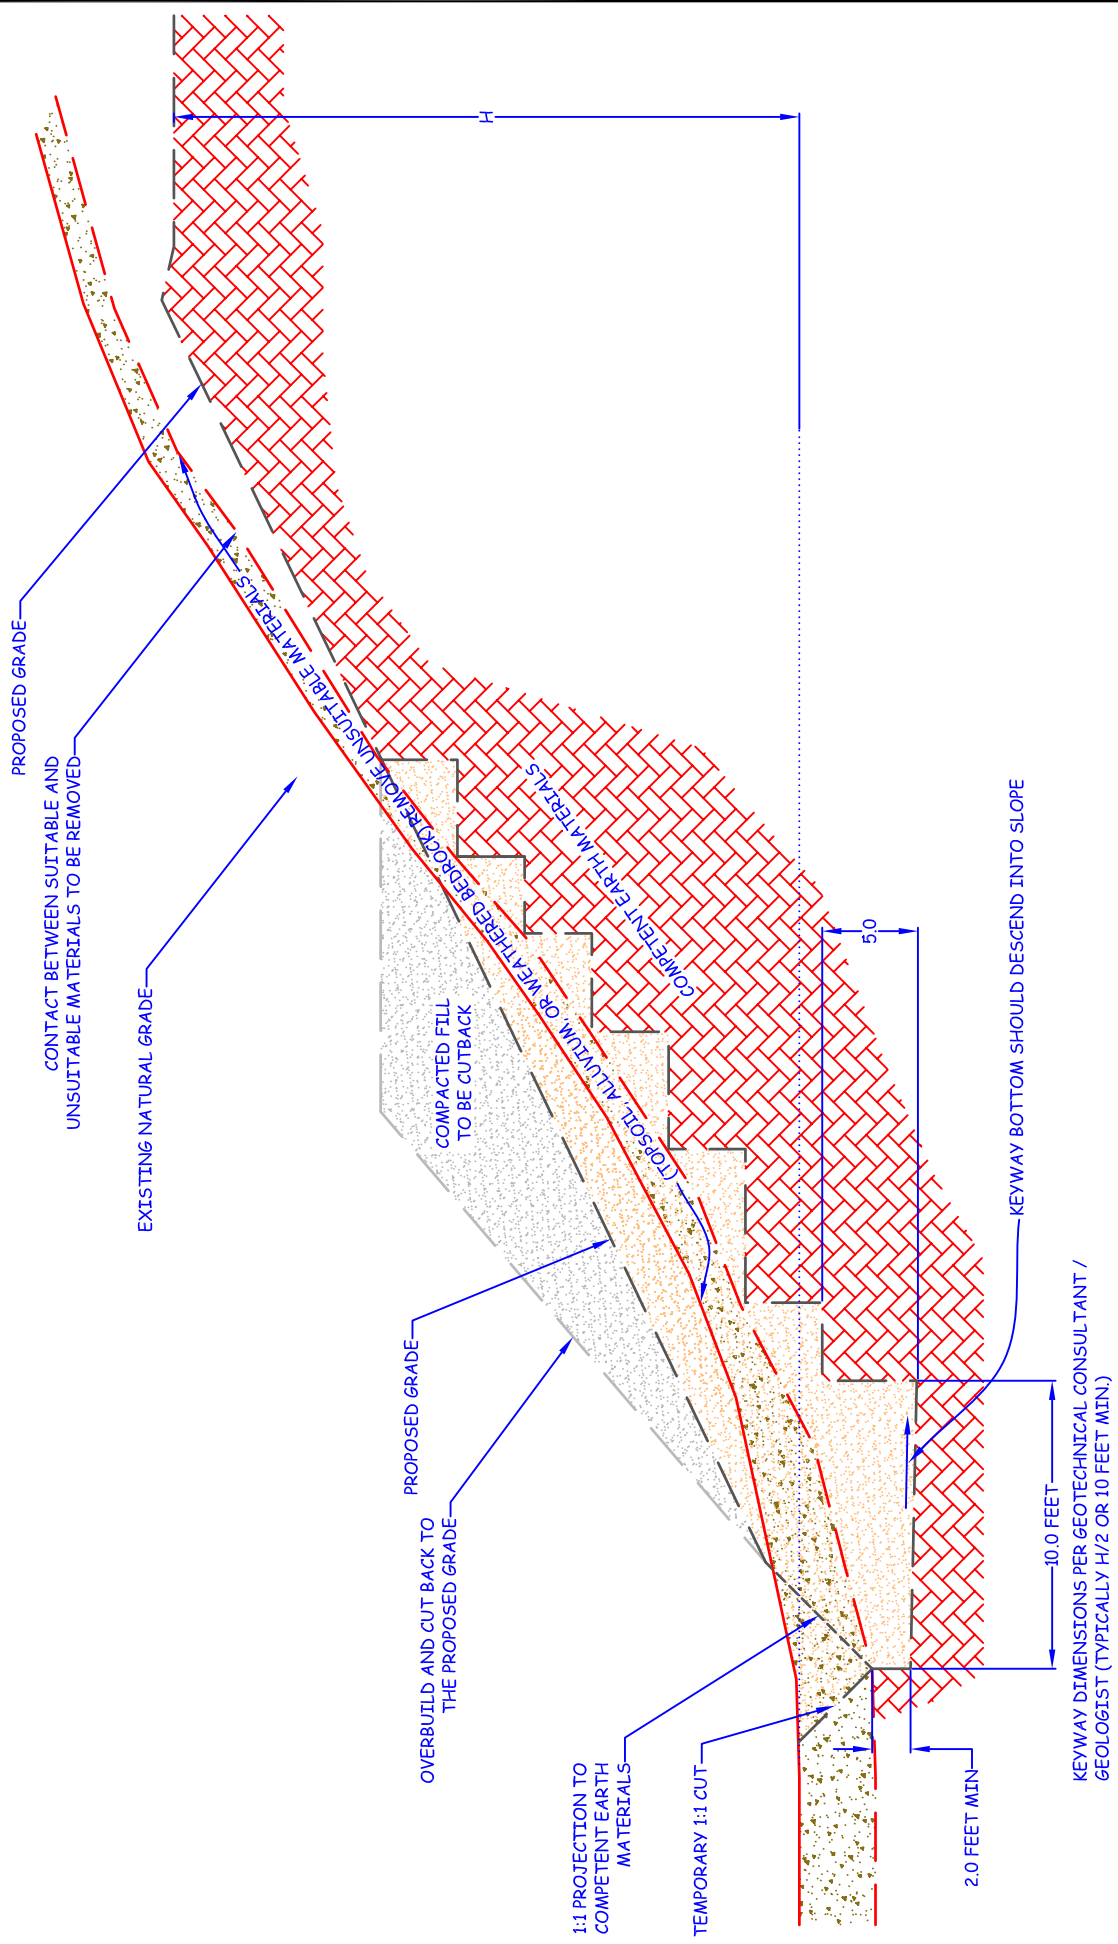 PROPOSED GRADE
CONTACT BETWEEN SUITABLE AND
UNSUITABLE MATERIALS TO BE REMOVED
EXISTING NATURAL GRADE
H
REMOVE UNSUITABLE MATERIALS
(TOPSOIL, ALLUVIUM, OR WEATHERED BEDROCK)
COMPETENT EARTH MATERIALS
COMPACTED FILL
TO BE CUTBACK
PROPOSED GRADE
OVERBUILD AND CUT BACK TO
THE PROPOSED GRADE
1:1 PROJECTION TO
COMPETENT EARTH
MATERIALS
TEMPORARY 1:1 CUT
2.0 FEET MIN
5.0
KEYWAY BOTTOM SHOULD DESCEND INTO SLOPE
10.0 FEET
KEYWAY DIMENSIONS PER GEOTECHNICAL CONSULTANT /
GEOLOGIST (TYPICALLY H/2 OR 10 FEET MIN.)